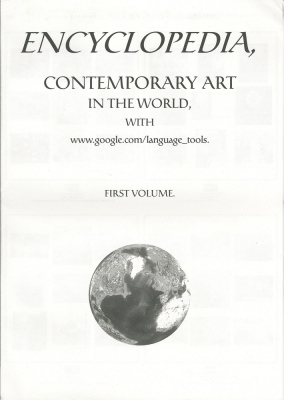 ENCYCLOPEDIA,
CONTEMPORARY ART
IN THE WORLD,
WITH
www.google.com/language_tools.
FIRST VOLUME.